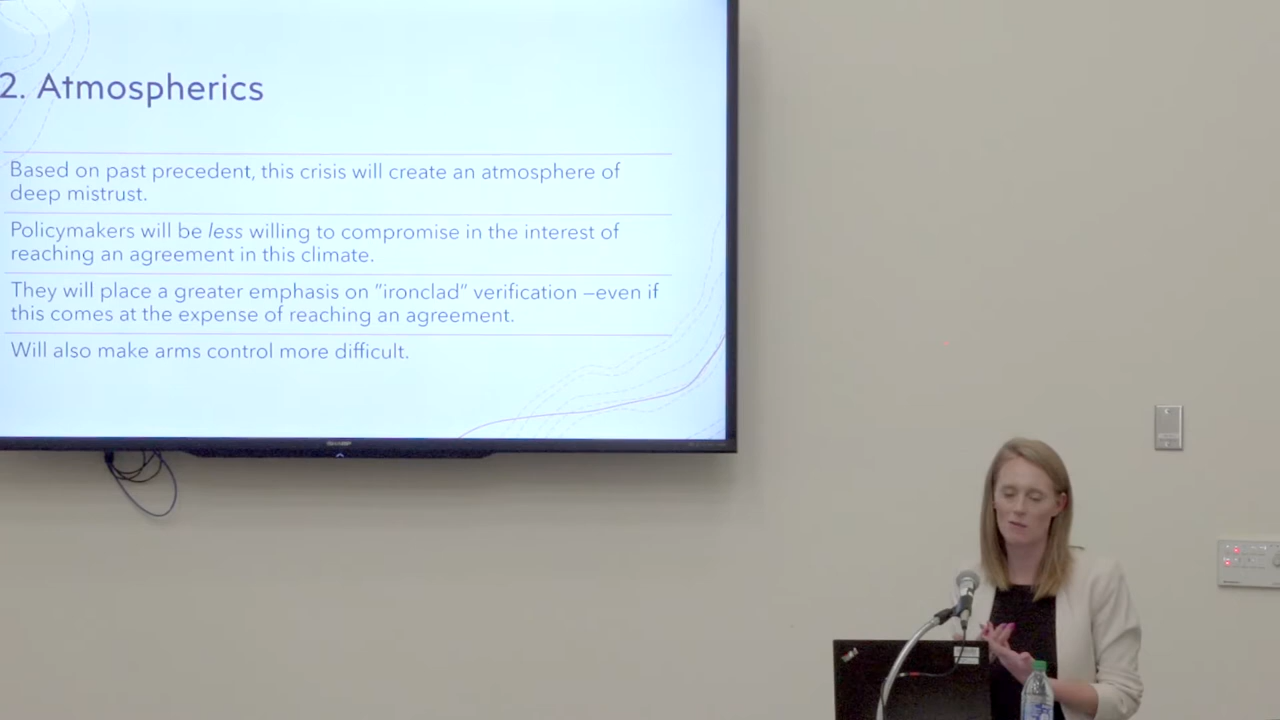 2. Atmospherics
Based on past precedent, this crisis will create an atmosphere of
deep mistrust.
Policymakers will be less willing to compromise in the interest of
reaching an agreement in this climate.
They will place a greater emphasis on "ironclad" verification –even if
this comes at the expense of reaching an agreement.
Will also make arms control more difficult.
SHARP